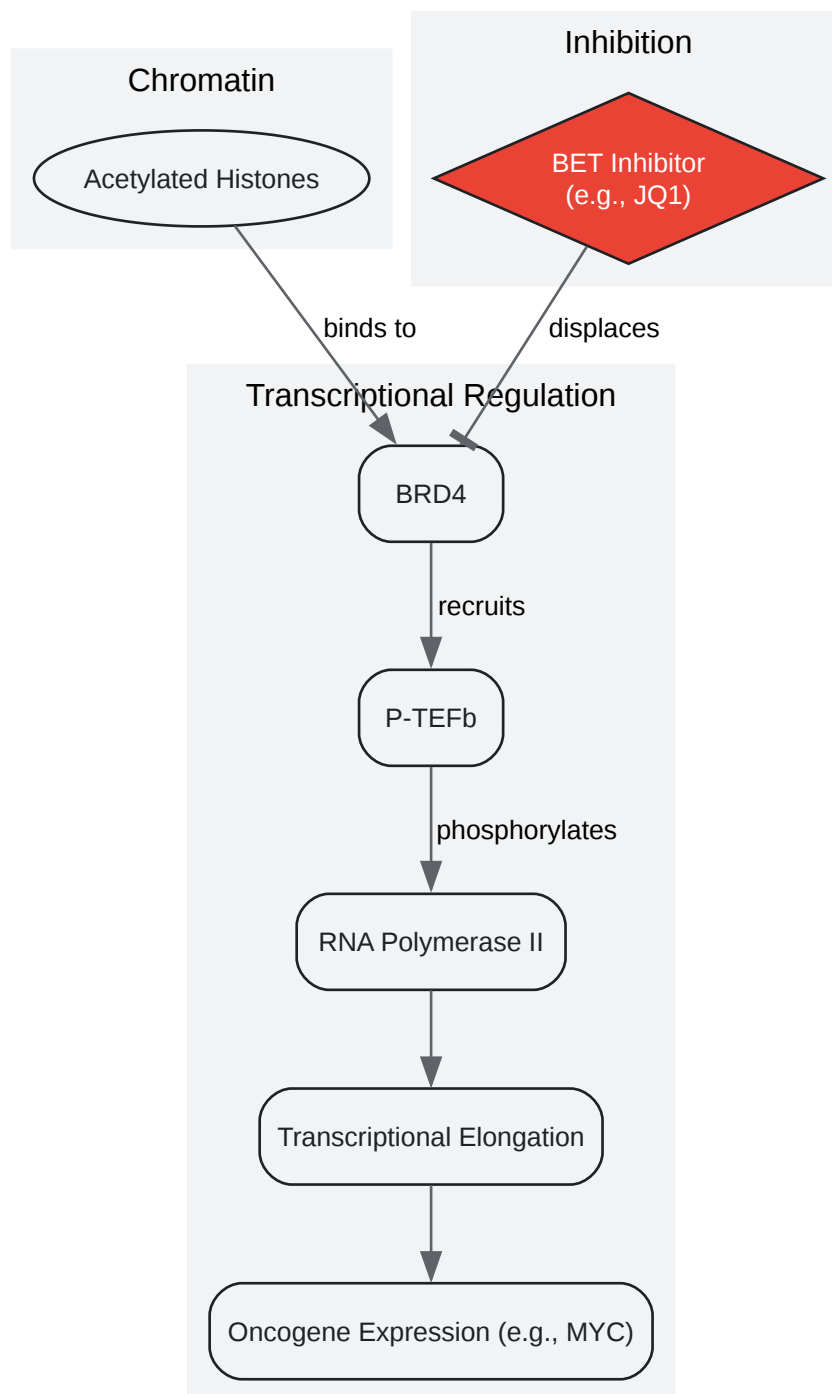 Inhibition
Chromatin
BET Inhibitor
(e.g., JQ1)
Acetylated Histones
binds to
displaces
Transcriptional Regulation
BRD4
recruits
P-TEFb
phosphorylates
RNA Polymerase II
Transcriptional Elongation
Oncogene Expression (e.g., MYC)